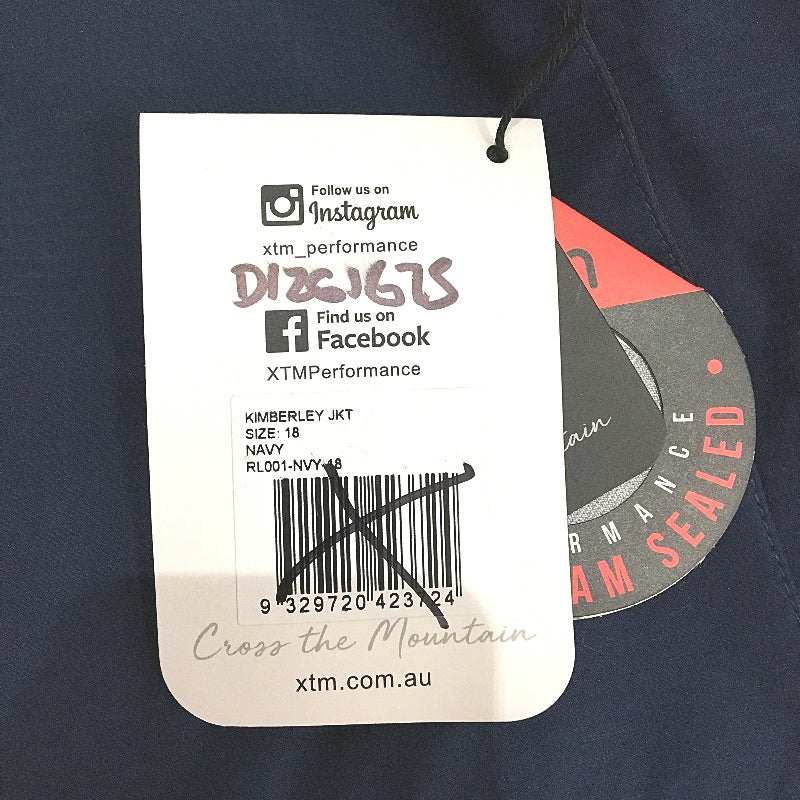 Follow us on
Instagram
xtm_performance
Find us on
Facebook
XTMPerformance
KIMBERLEY JKT
SIZE: 18
NAVY
RL001-NVY-18
9 329720 423724
Cross the Mountain
xtm.com.au
RMANCE
AM SEALED